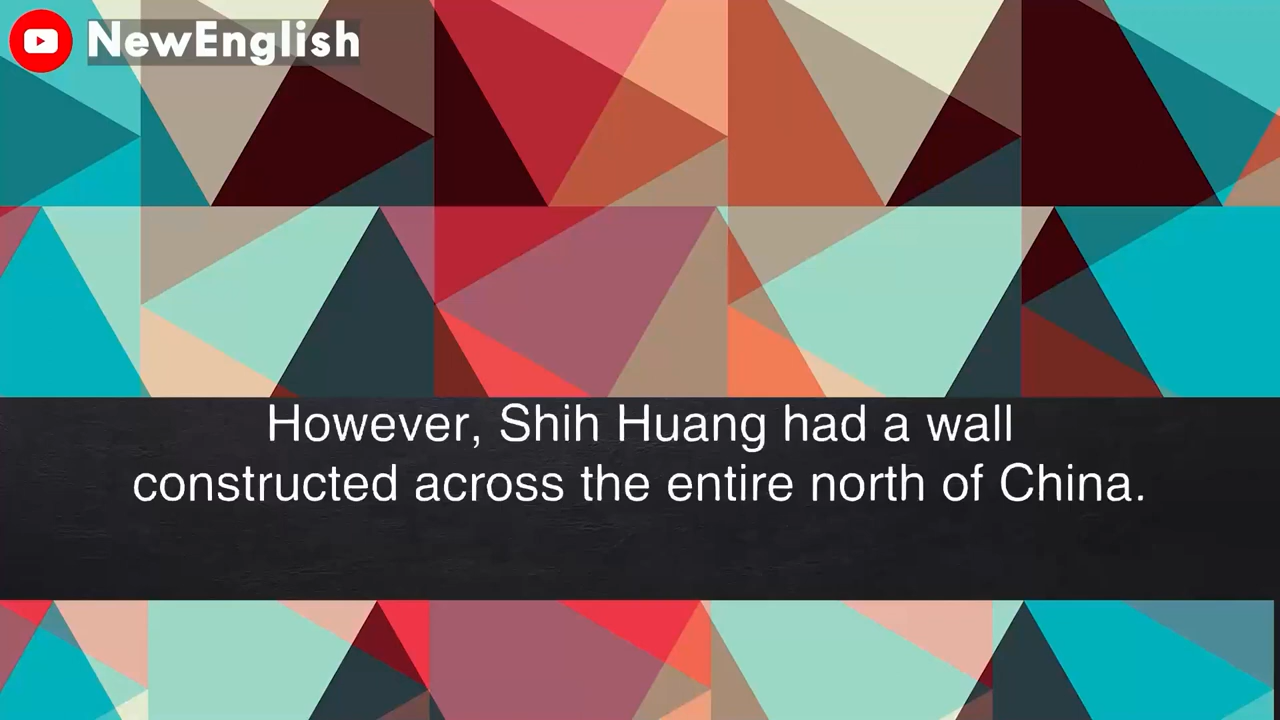 NewEnglish
However, Shih Huang had a wall
constructed across the entire north of China.